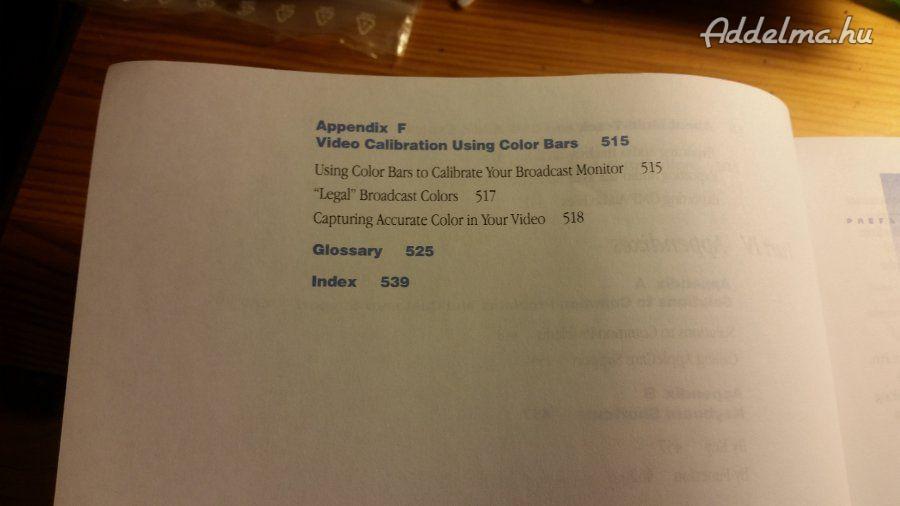 Addelma.hu
Appendix F
Video Calibration Using Color Bars 515
Using Color Bars to Calibrate Your Broadcast Monitor 515
“Legal” Broadcast Colors 517
Capturing Accurate Color in Your Video 518
Glossary 525
Index 539